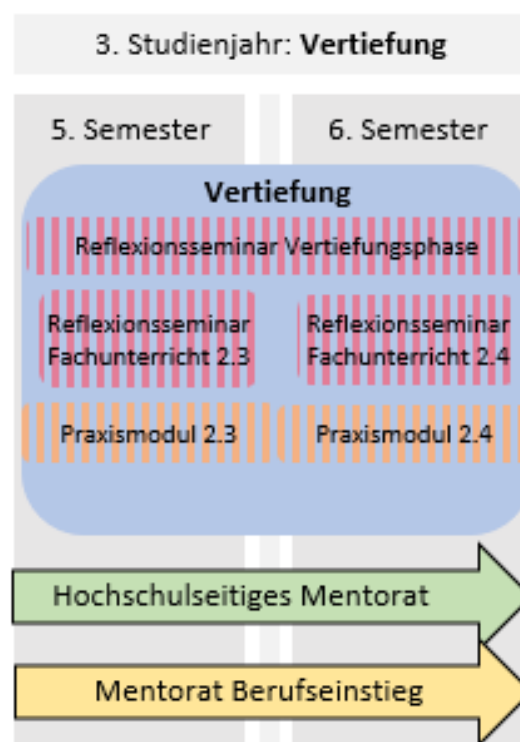 3. Studienjahr: Vertiefung
5. Semester
6. Semester
Vertiefung
Reflexionsseminar Vertiefungsphase
Reflexionsseminar
Fachunterricht 2.3
Reflexionsseminar
Fachunterricht 2.4
Praxismodul 2.3
Praxismodul 2.4
Hochschulseitiges Mentorat
Mentorat Berufseinstieg